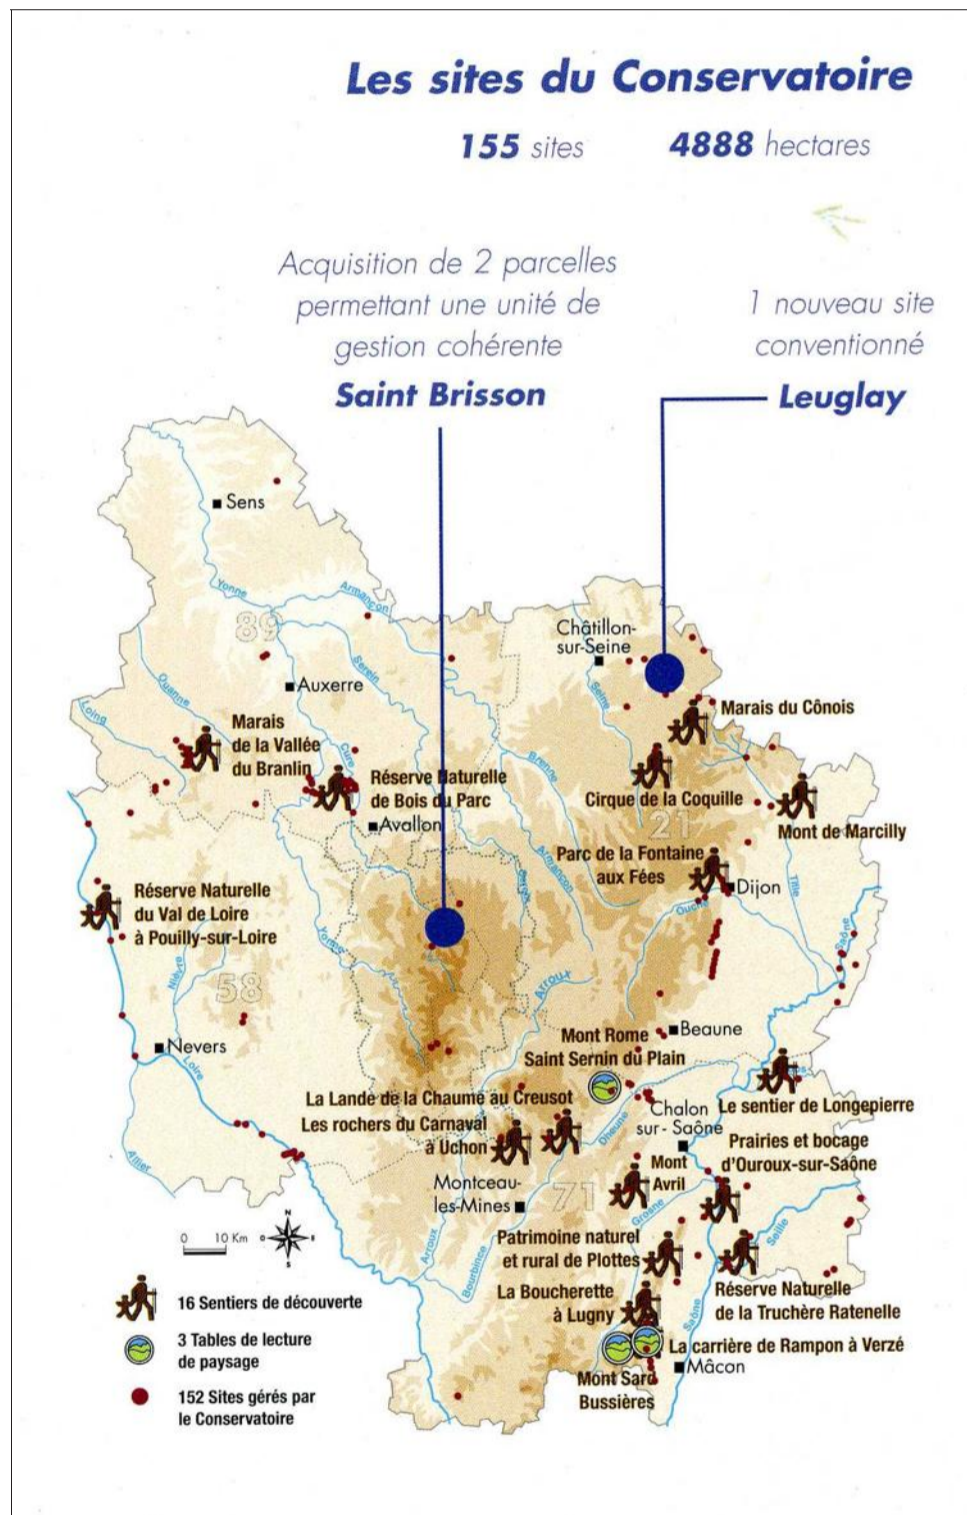 Les sites du Conservatoire
155 sites 4888 hectares
Acquisition de 2 parcelles
permettant une unité de
gestion cohérente
Saint Brisson
1 nouveau site
conventionné
Leuglay
Sens
Yonne
Armançon
89
Serein
Châtillon-
sur-Seine
Auxerre
Ouanne
Loing
Seine
Marais
de la Vallée
du Branlin
Cure
Réserve Naturelle
de Bois du Parc
Avallon
Brenne
Marais du Cônois
Cirque de la Coquille
21
Mont de Marcilly
Armançon
Parc de la Fontaine
aux Fées
Dijon
Tille
Ouche
Saône
Réserve Naturelle
du Val de Loire
à Pouilly-sur-Loire
Yonne
Nièvre
58
Arroux
Nevers
Loire
Allier
Beaune
Mont Rome
Saint Sernin du Plain
La Lande de la Chaume au Creusot
Les rochers du Carnaval
à Uchon
Dheune
Chalon
sur-Saône
Le sentier de Longepierre
Prairies et bocage
d'Ouroux-sur-Saône
Mont
Avril
Montceau-
les-Mines
71
Grosne
Seille
Arroux
Bourbince
Patrimoine naturel
et rural de Plottes
La Boucherette
à Lugny
Saône
Réserve Naturelle
de la Truchère Ratenelle
La carrière de Rampon à Verzé
Mâcon
Mont Sard
Bussières
N
O
E
S
0 10 Km
16 Sentiers de découverte
3 Tables de lecture
de paysage
152 Sites gérés par
le Conservatoire